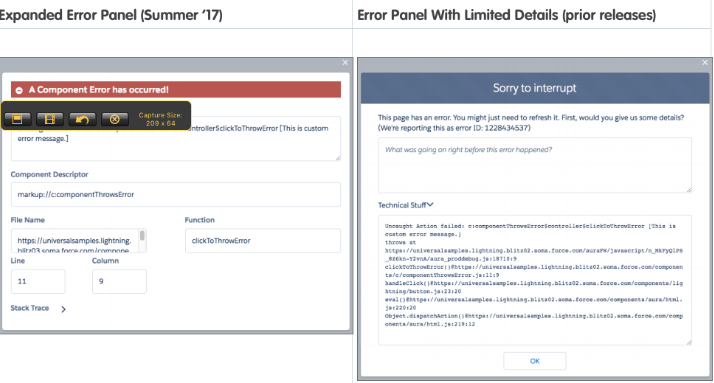 Expanded Error Panel (Summer ‘17)
Error Panel With Limited Details (prior releases)
A Component Error has occurred!
Capture Size:
209 x 64
ntroller$clickToThrowError [This is custom
error message.]
Component Descriptor
markup://c:componentThrowsError
File Name
Function
https://universalsamples.lightning.
blitz03.soma.force.com/compone
clickToThrowError
Line
Column
11
9
Stack Trace
Sorry to interrupt
This page has an error. You might just need to refresh it. First, would you give us some details?
(We're reporting this as error ID: 1228434537)
What was going on right before this error happened?
Technical Stuff
Uncaught Action failed: c:componentThrowsError$controller$clickToThrowError [This is
custom error message.]
throws at
https://universalsamples.lightning.blitz02.soma.force.com/auraFW/javascript/
aura_proddebug.js:18710:9
clickToThrowError()@https://universalsamples.lightning.blitz02.soma.force.com/componen
ts/c/componentThrowsError.js:11:9
handleClick()@https://universalsamples.lightning.blitz02.soma.force.com/components/lig
htning/button.js:23:20
eval()@https://universalsamples.lightning.blitz02.soma.force.com/components/aura/html.
js:220:20
Object.dispatchAction()@https://universalsamples.lightning.blitz02.soma.force.com/comp
onents/aura/html.js:219:12
OK